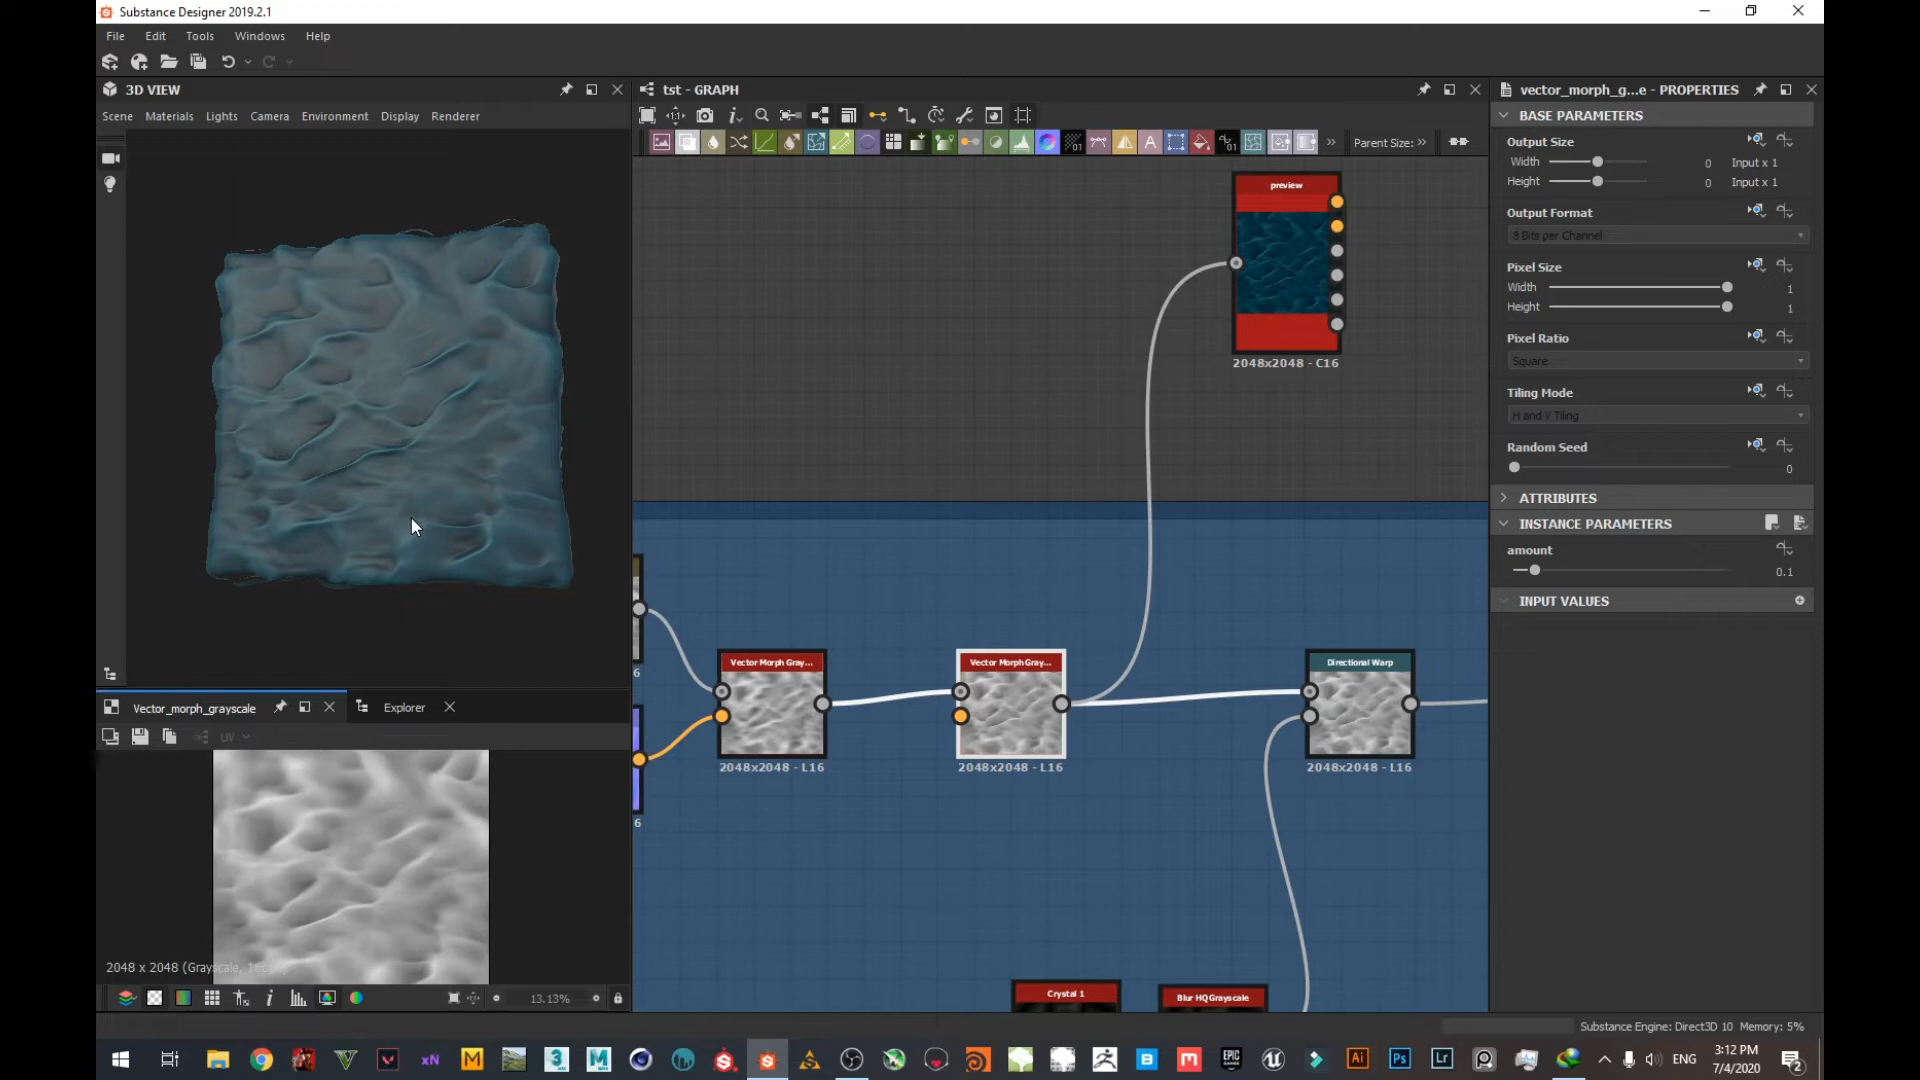 Substance Designer 2019.2.1
File Edit Tools Windows Help
3D VIEW
Scene Materials Lights Camera Environment Display Renderer
tst - GRAPH
Parent Size:
preview
2048x2048 - C16
6
6
Vector Morph Gray...
2048x2048 - L16
Vector Morph Gray...
2048x2048 - L16
Directional Warp
2048x2048 - L16
Crystal 1
Blur HQ Grayscale
vector_morph_g...e - PROPERTIES
BASE PARAMETERS
Output Size
Width 0 Input x 1
Height 0 Input x 1
Output Format
8 Bits per Channel
Pixel Size
Width 1
Height 1
Pixel Ratio
Square
Tiling Mode
H and V Tiling
Random Seed
0
ATTRIBUTES
INSTANCE PARAMETERS
amount
0.1
INPUT VALUES
Vector_morph_grayscale
Explorer
UV
2048 x 2048 (Grayscale,
13.13%
Substance Engine: Direct3D 10 Memory: 5%
ENG
3:12 PM
7/4/2020
2